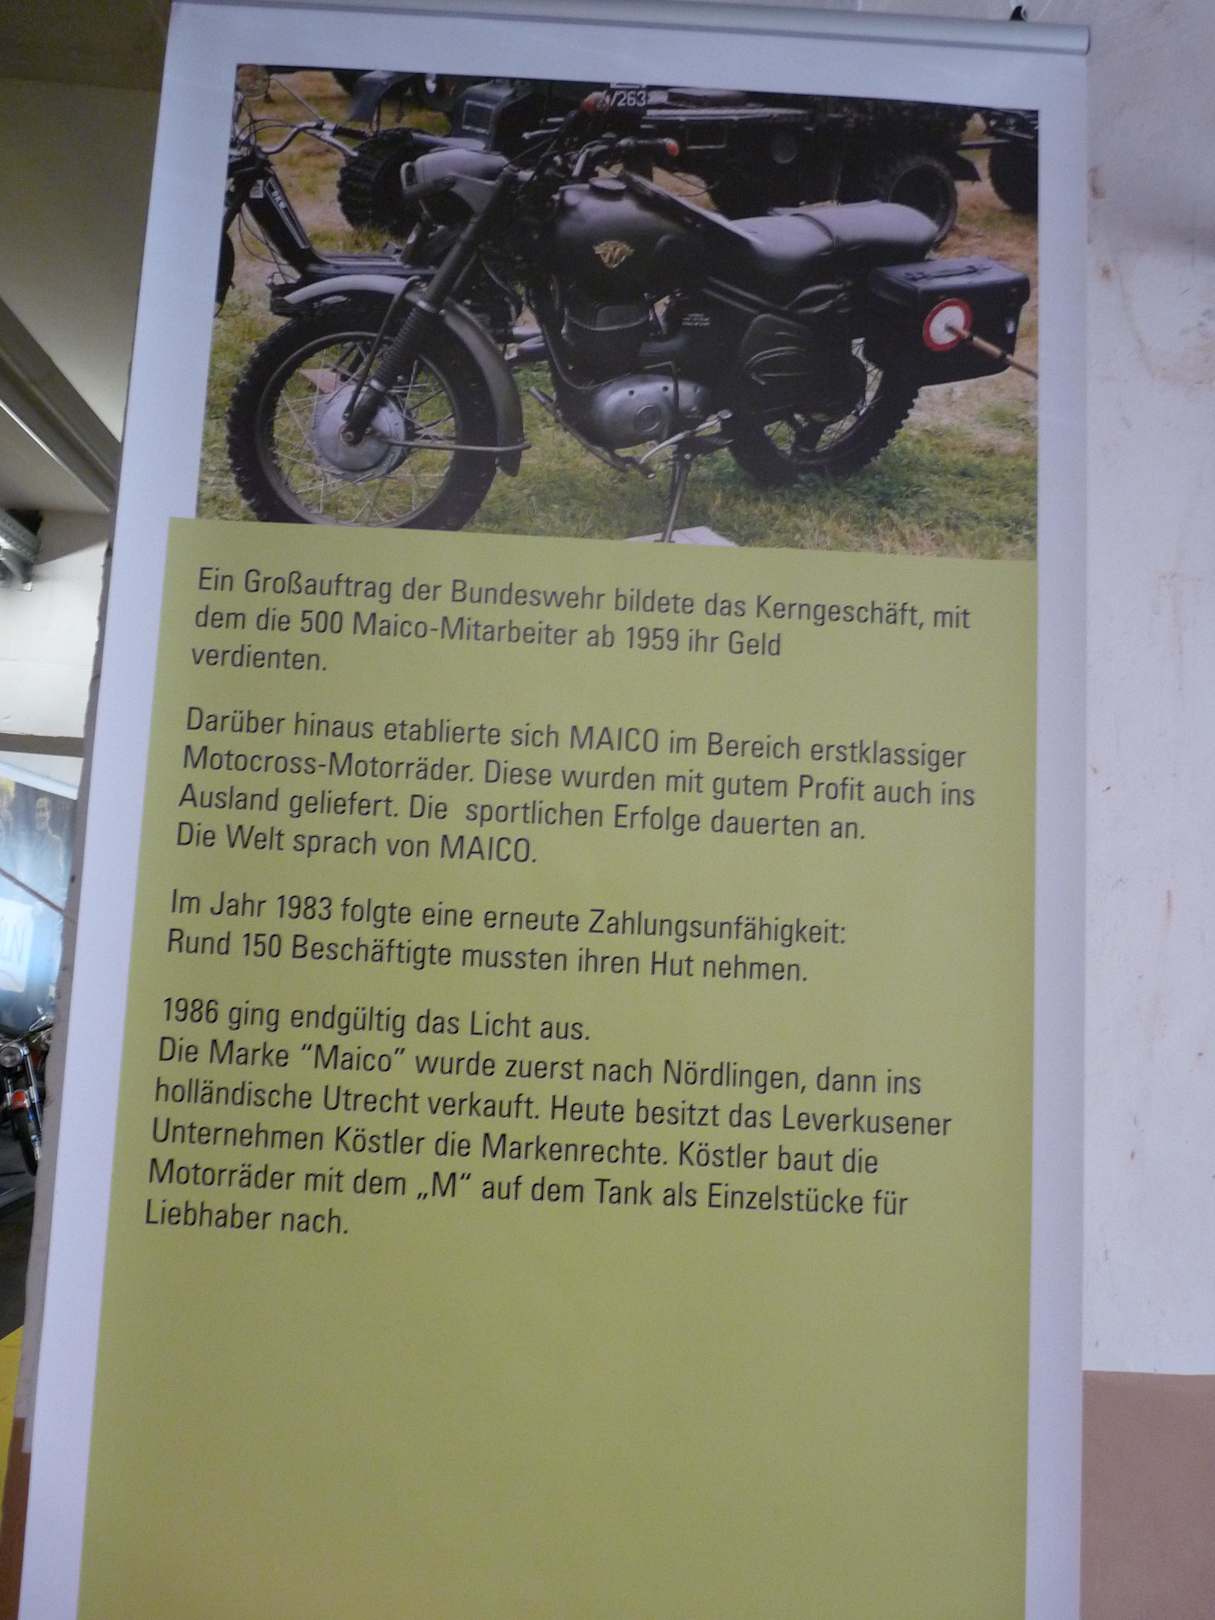 /263
Ein Großauftrag der Bundeswehr bildete das Kerngeschäft, mit
dem die 500 Maico-Mitarbeiter ab 1959 ihr Geld
verdienten.
Darüber hinaus etablierte sich MAICO im Bereich erstklassiger
Motocross-Motorräder. Diese wurden mit gutem Profit auch ins
Ausland geliefert. Die  sportlichen Erfolge dauerten an.
Die Welt sprach von MAICO.
Im Jahr 1983 folgte eine erneute Zahlungsunfähigkeit:
Rund 150 Beschäftigte mussten ihren Hut nehmen.
1986 ging endgültig das Licht aus.
Die Marke “Maico” wurde zuerst nach Nördlingen, dann ins
holländische Utrecht verkauft. Heute besitzt das Leverkusener
Unternehmen Köstler die Markenrechte. Köstler baut die
Motorräder mit dem „M“ auf dem Tank als Einzelstücke für
Liebhaber nach.